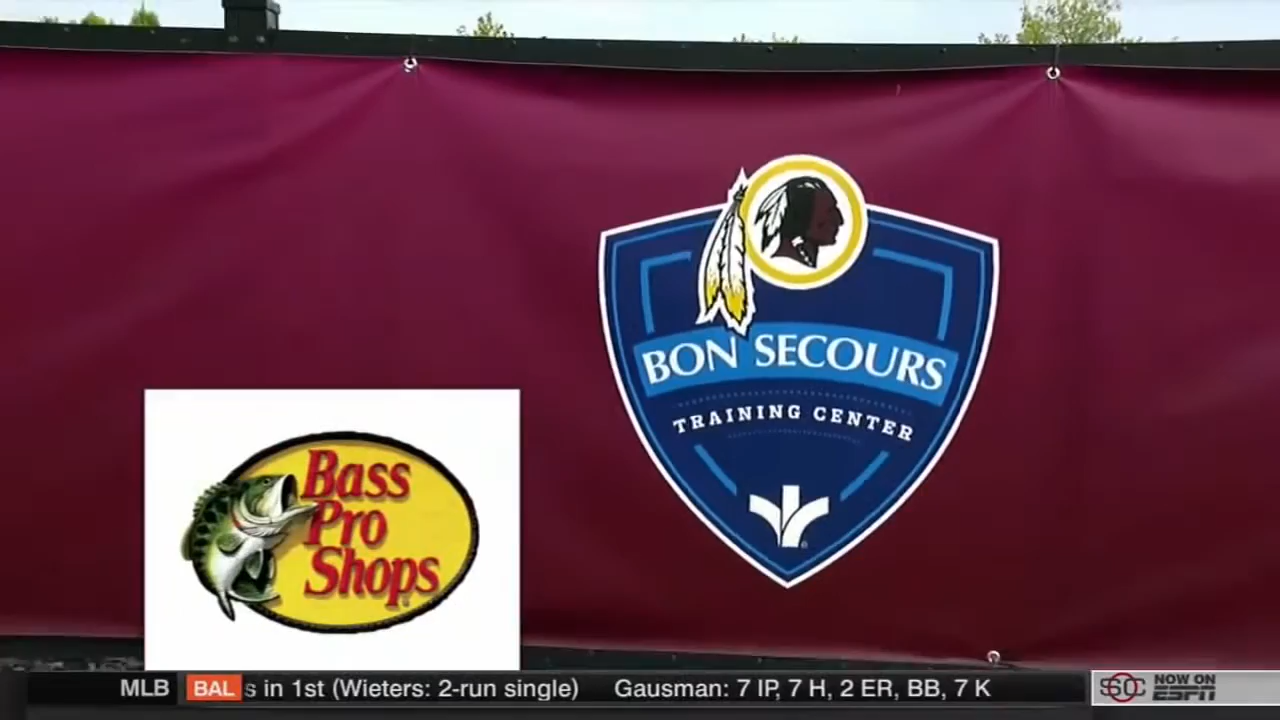 BON SECOURS
TRAINING CENTER
Bass
Pro
Shops
MLB BAL s in 1st (Wieters: 2-run single) Gausman: 7 IP, 7 H, 2 ER, BB, 7 K
SC NOW ON
ESPN